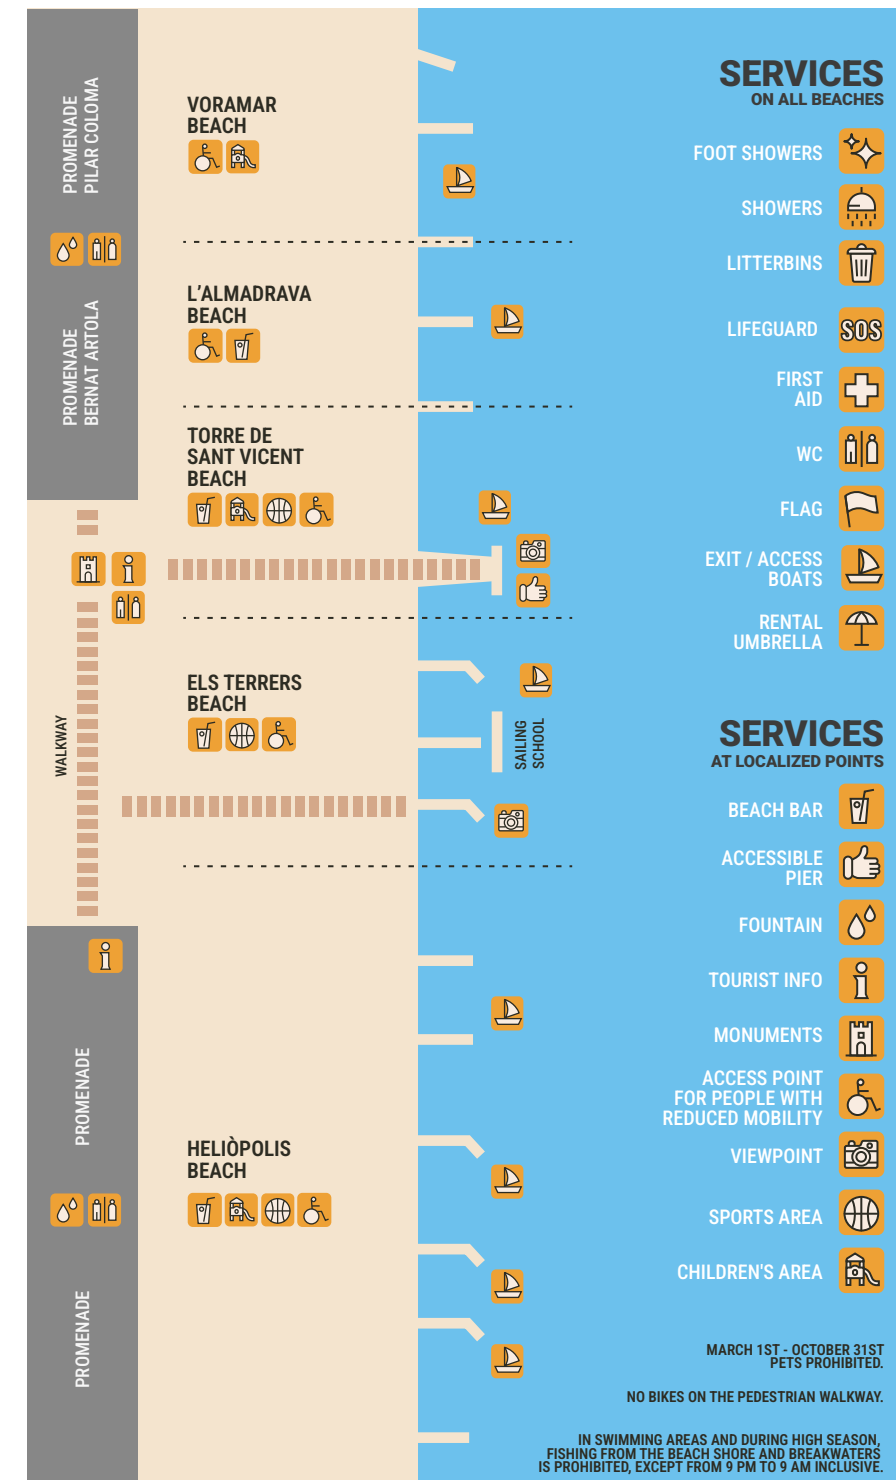 PROMENADE
PILAR COLOMA
PROMENADE
BERNAT ARTOLA
WALKWAY
PROMENADE
PROMENADE
VORAMAR
BEACH
L'ALMADRAVA
BEACH
TORRE DE
SANT VICENT
BEACH
ELS TERRERS
BEACH
SAILING
SCHOOL
HELIÒPOLIS
BEACH
SERVICES
ON ALL BEACHES
FOOT SHOWERS
SHOWERS
LITTERBINS
LIFEGUARD
SOS
FIRST
AID
WC
FLAG
EXIT / ACCESS
BOATS
RENTAL
UMBRELLA
SERVICES
AT LOCALIZED POINTS
BEACH BAR
ACCESSIBLE
PIER
FOUNTAIN
TOURIST INFO
MONUMENTS
ACCESS POINT
FOR PEOPLE WITH
REDUCED MOBILITY
VIEWPOINT
SPORTS AREA
CHILDREN'S AREA
MARCH 1ST - OCTOBER 31ST
PETS PROHIBITED.
NO BIKES ON THE PEDESTRIAN WALKWAY.
IN SWIMMING AREAS AND DURING HIGH SEASON,
FISHING FROM THE BEACH SHORE AND BREAKWATERS
IS PROHIBITED, EXCEPT FROM 9 PM TO 9 AM INCLUSIVE.